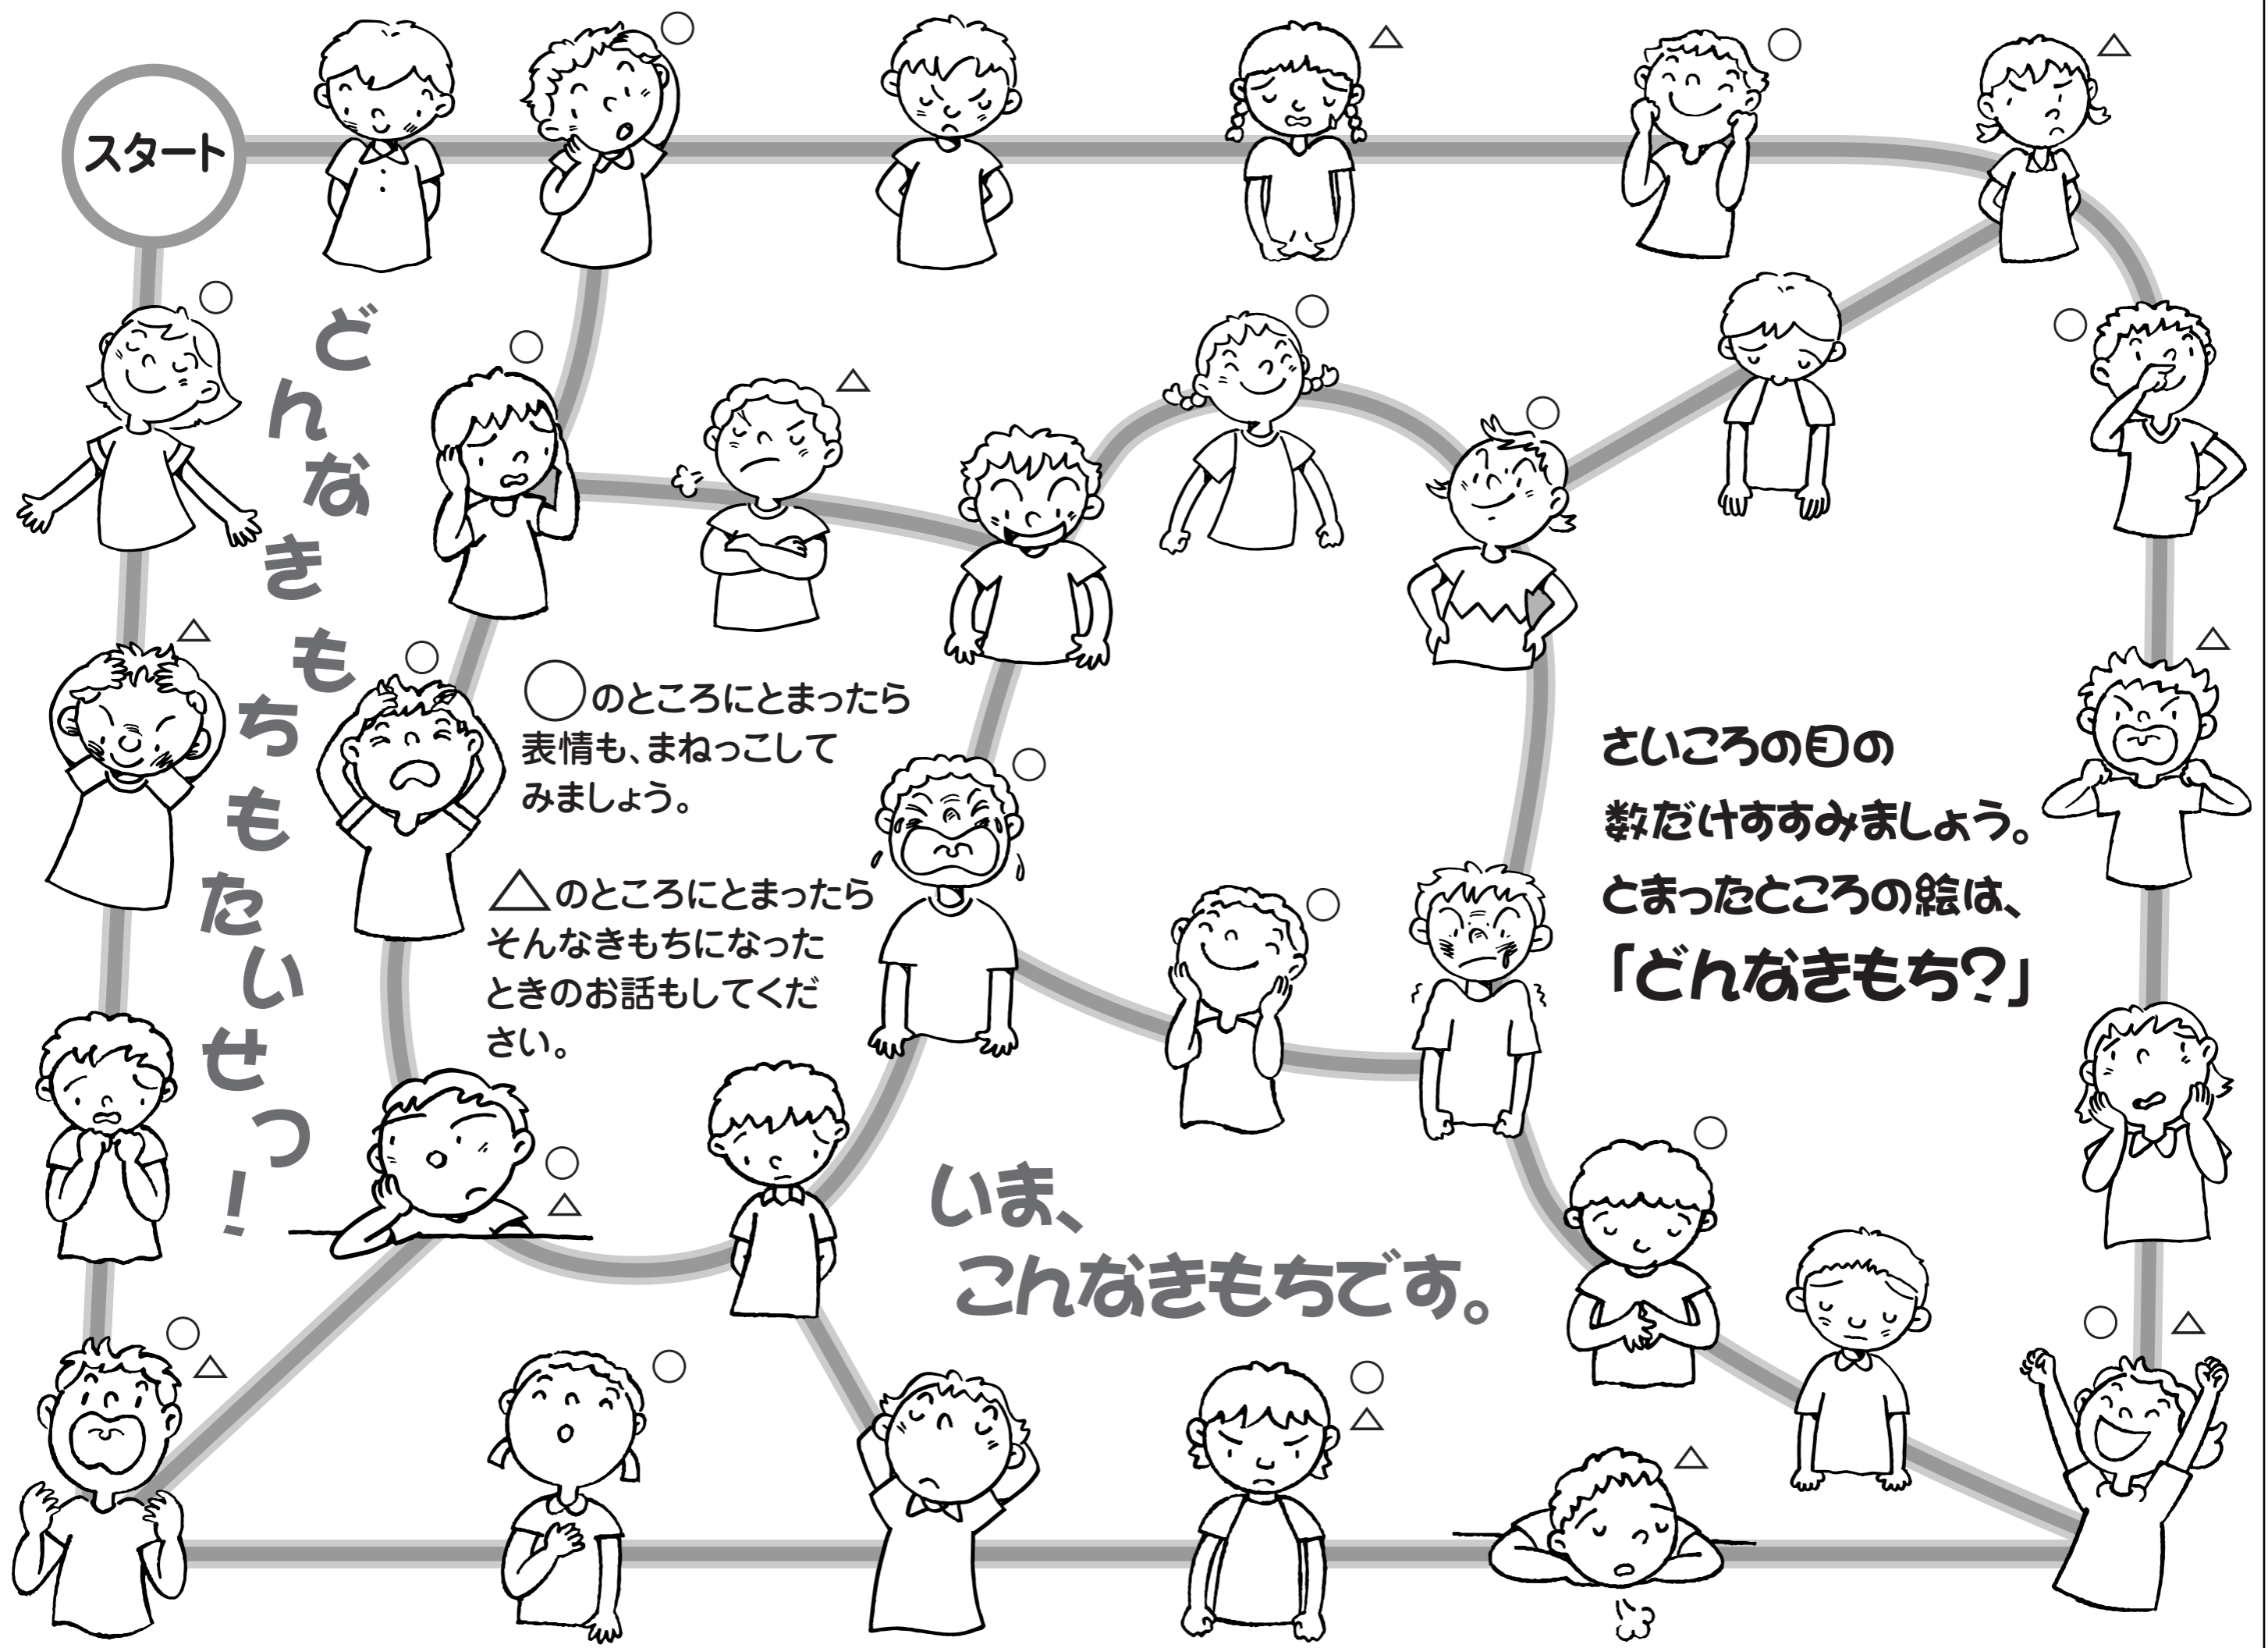 スタート
どんなきもちもたいせつ!
○のところにとまったら
表情も、まねっこして
みましょう。
△のところにとまったら
そんなきもちになった
ときのお話もしてくだ
さい。
さいころの目の
数だけすすみましょう。
とまったところの絵は、
「どんなきもち?」
いま、
こんなきもちです。